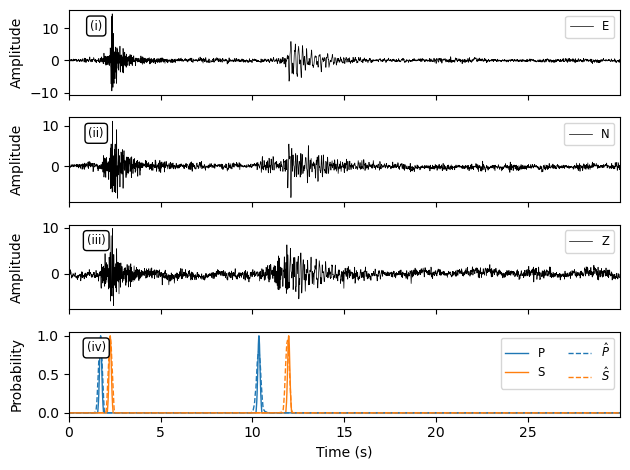 Amplitude
10
0
−10
(i)
E
Amplitude
10
0
(ii)
N
Amplitude
10
0
(iii)
Z
Probability
1.0
0.5
0.0
(iv)
P
S
P̂
Ŝ
0 5 10 15 20 25
Time (s)